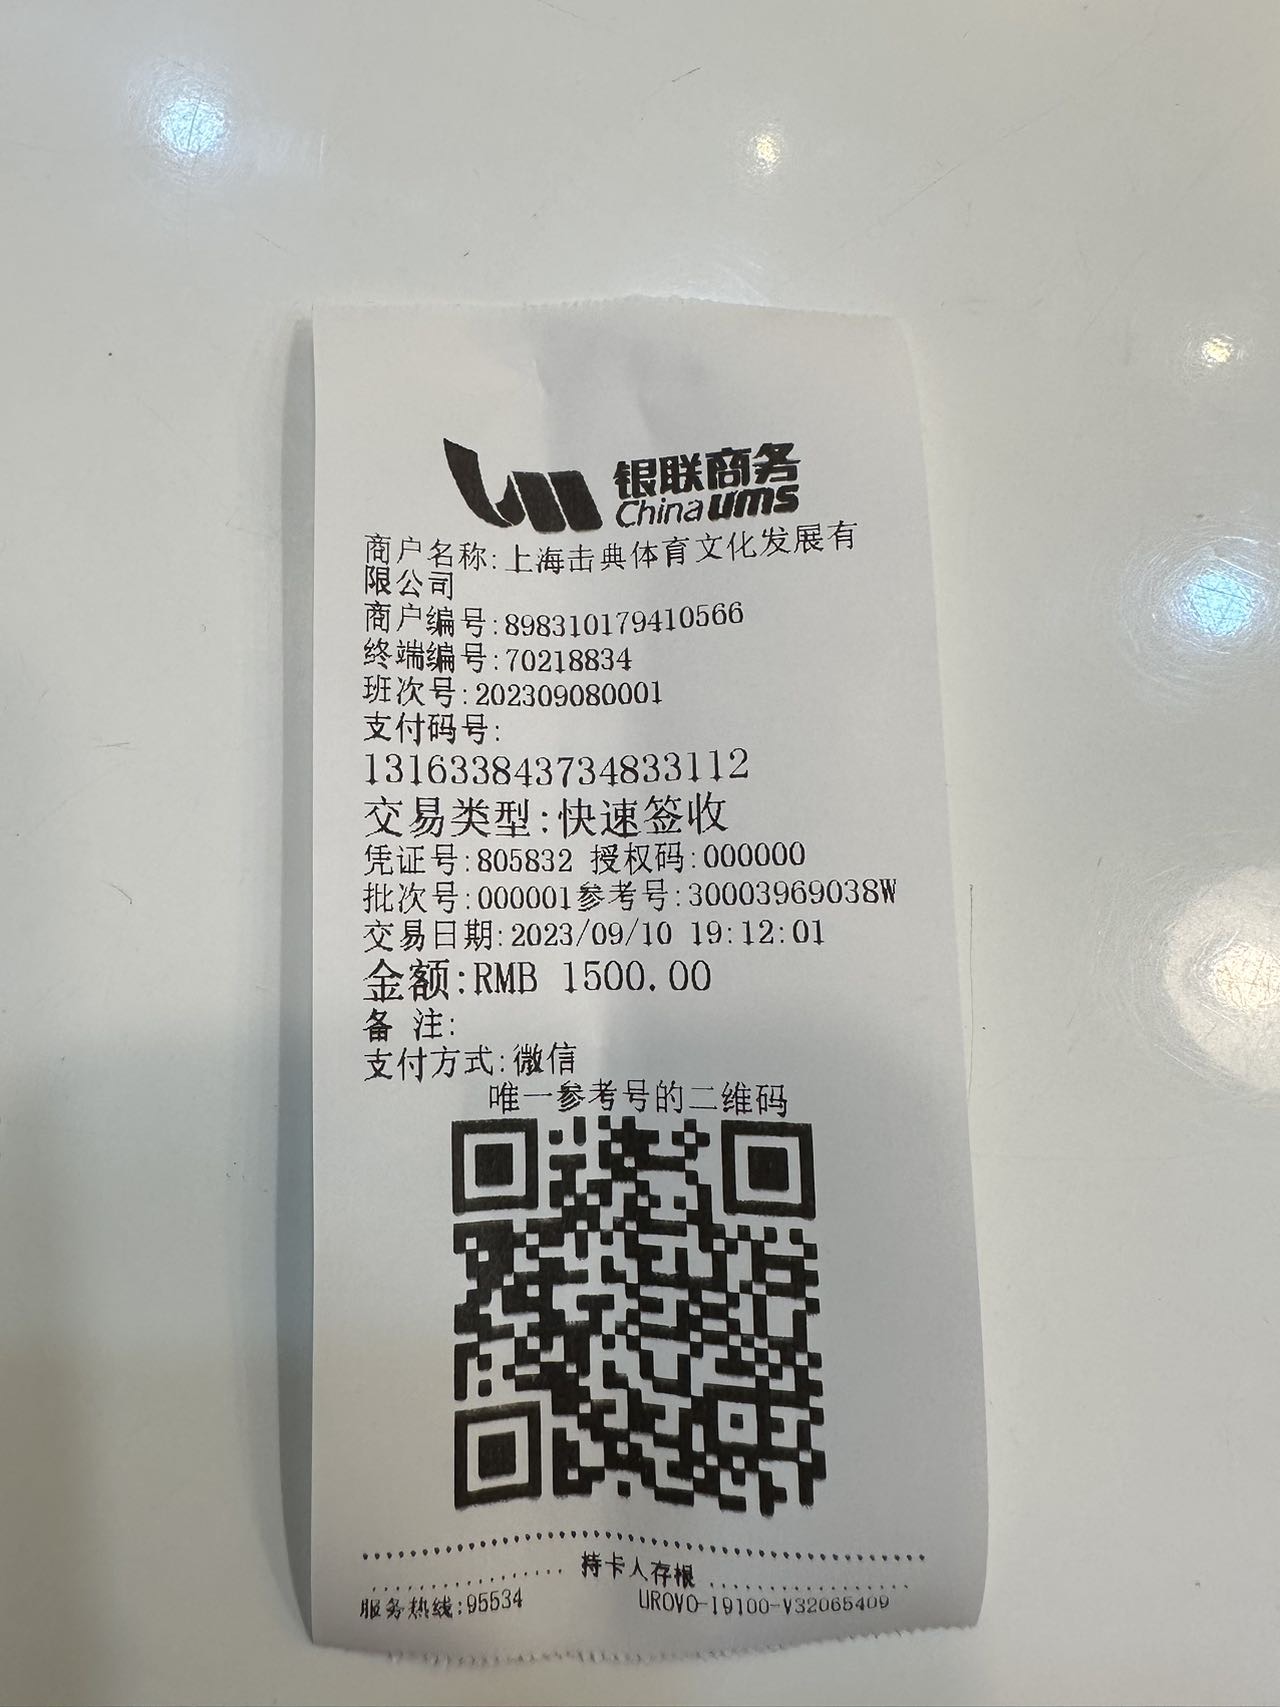 银联商务
China ums
商户名称:上海击典体育文化发展有
限公司
商户编号:898310179410566
终端编号:70218834
班次号:202309080001
支付码号:
131633843734833112
交易类型:快速签收
凭证号:805832 授权码:000000
批次号:000001参考号:30003969038W
交易日期:2023/09/10 19:12:01
金额:RMB 1500.00
备 注:
支付方式:微信
唯一参考号的二维码
持卡人存根
服务热线:95534 UROVO-I9100-V32065409